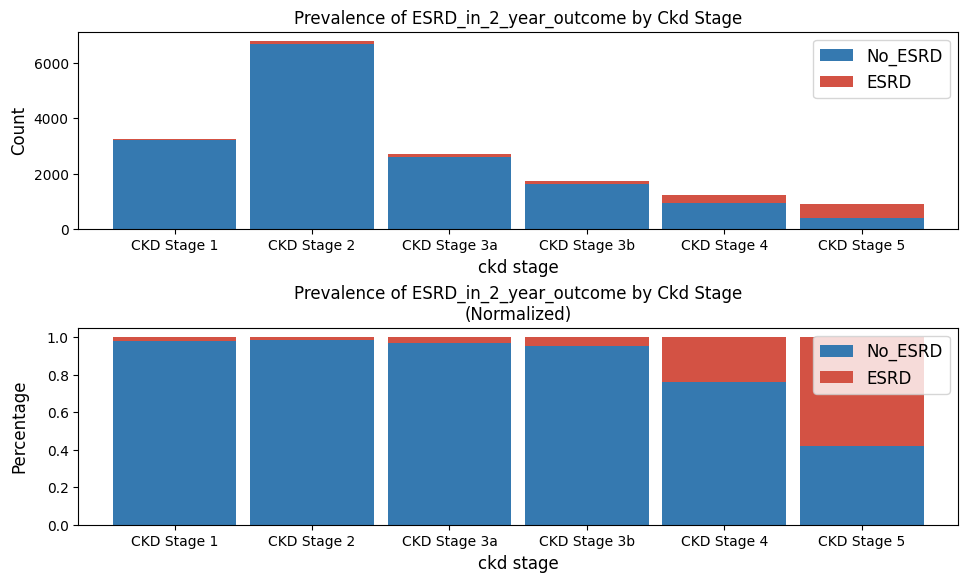 Prevalence of ESRD_in_2_year_outcome by Ckd Stage
Count
6000
4000
2000
0
No_ESRD
ESRD
CKD Stage 1
CKD Stage 2
CKD Stage 3a
CKD Stage 3b
CKD Stage 4
CKD Stage 5
ckd stage
Prevalence of ESRD_in_2_year_outcome by Ckd Stage
(Normalized)
Percentage
1.0
0.8
0.6
0.4
0.2
0.0
No_ESRD
ESRD
CKD Stage 1
CKD Stage 2
CKD Stage 3a
CKD Stage 3b
CKD Stage 4
CKD Stage 5
ckd stage